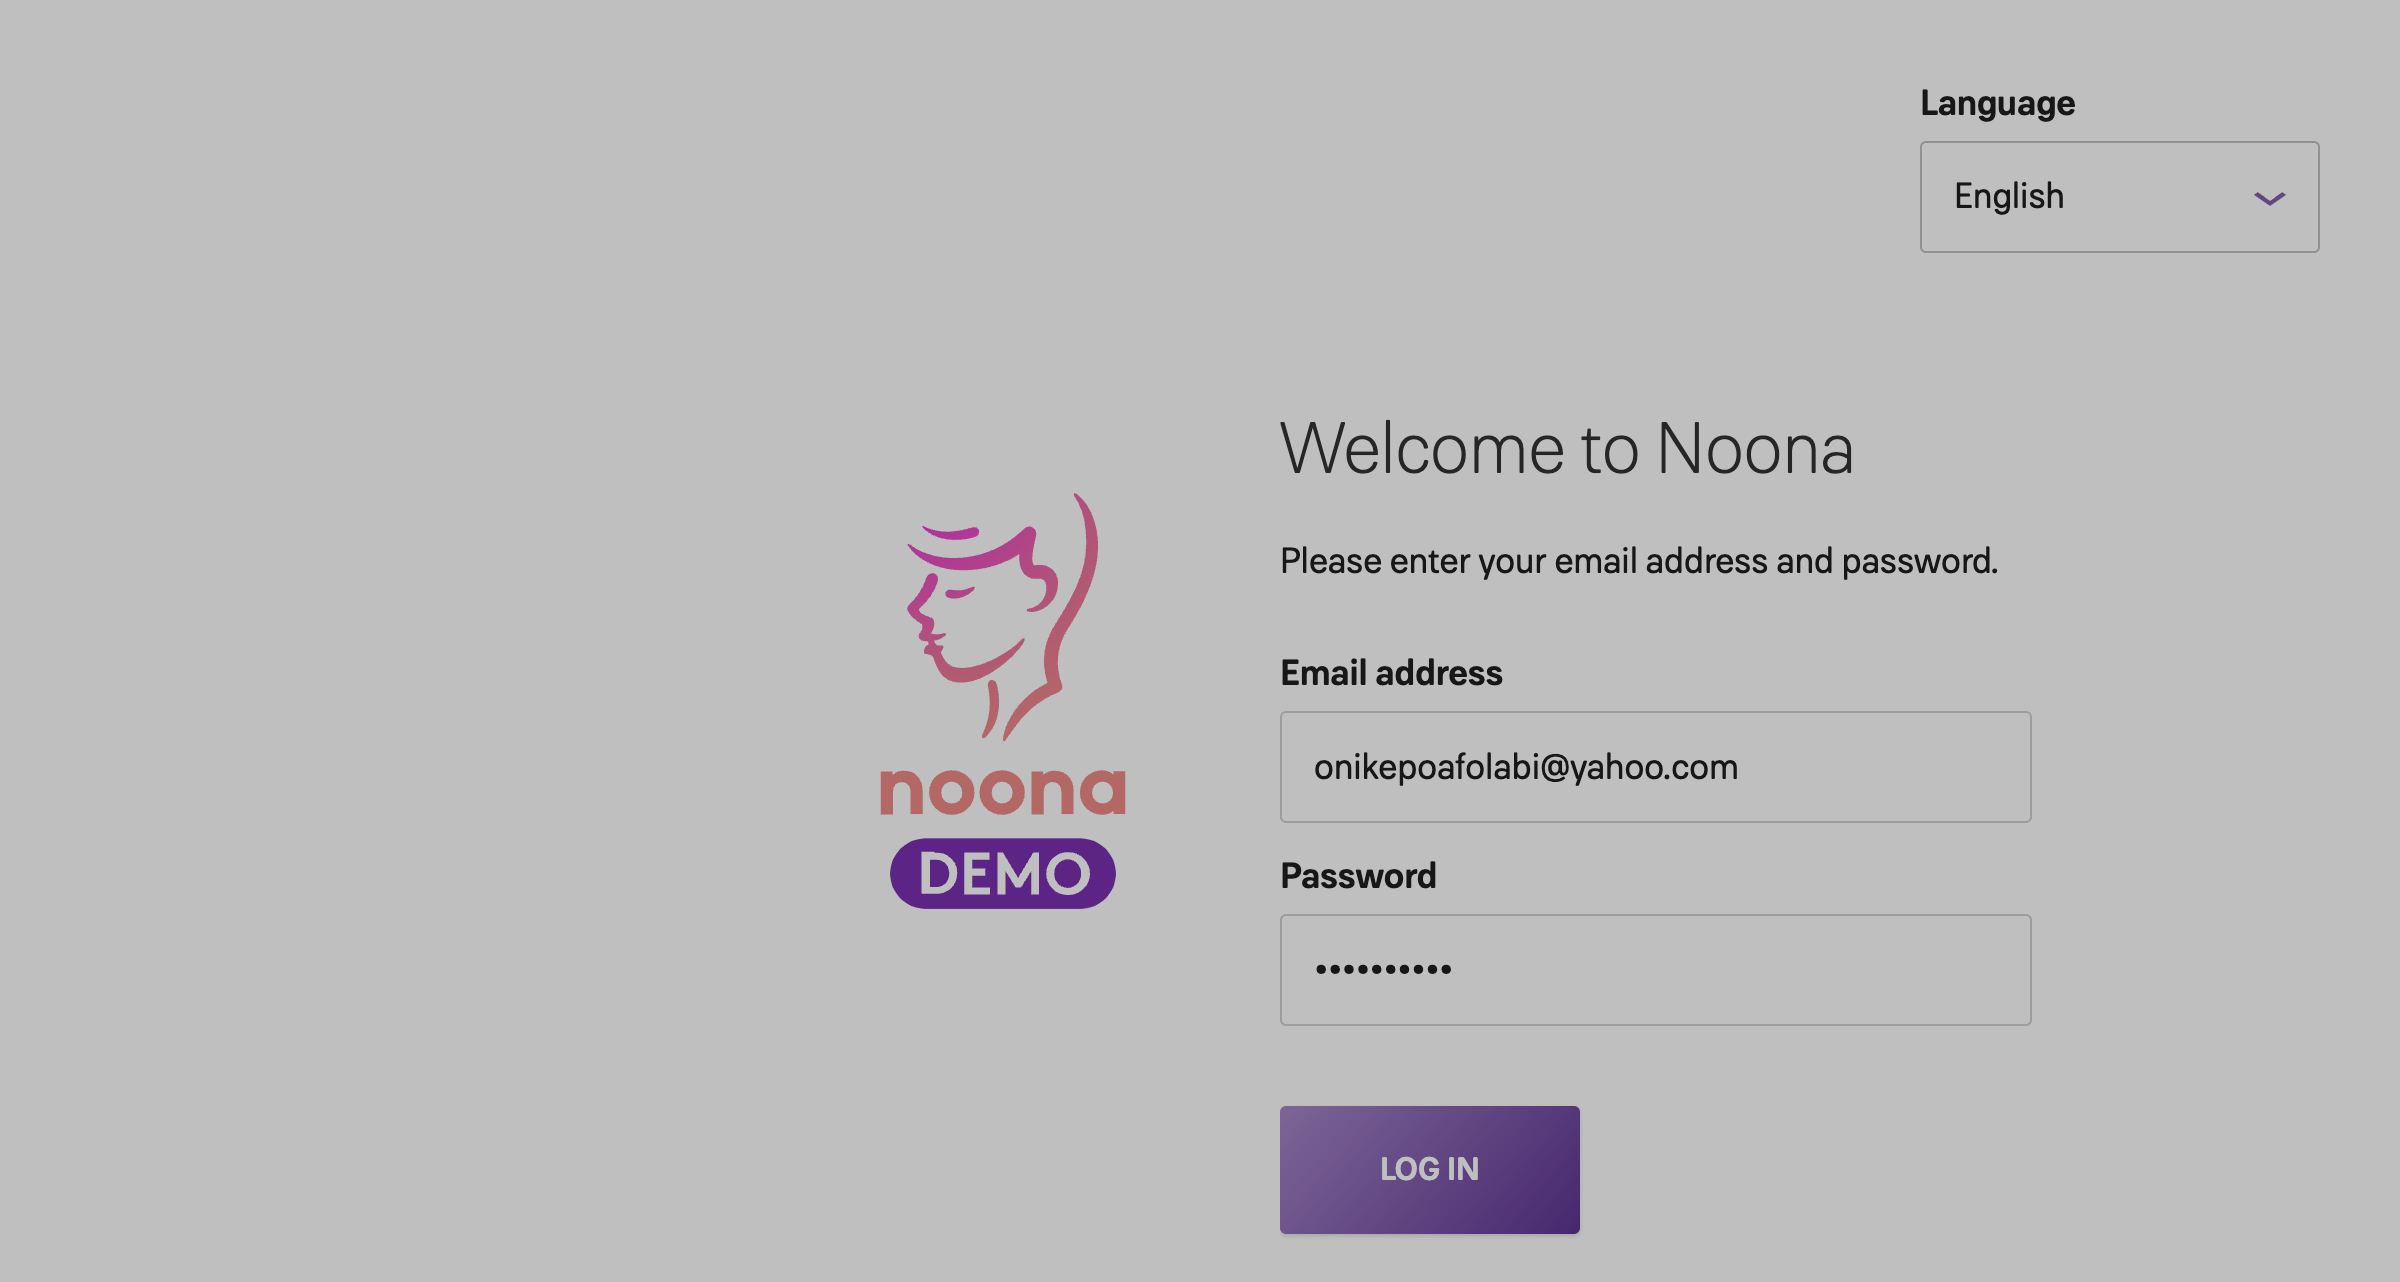 Language
English
Welcome to Noona
Please enter your email address and password.
Email address
onikepoafolabi@yahoo.com
Password
••••••••••
LOG IN
noona
DEMO